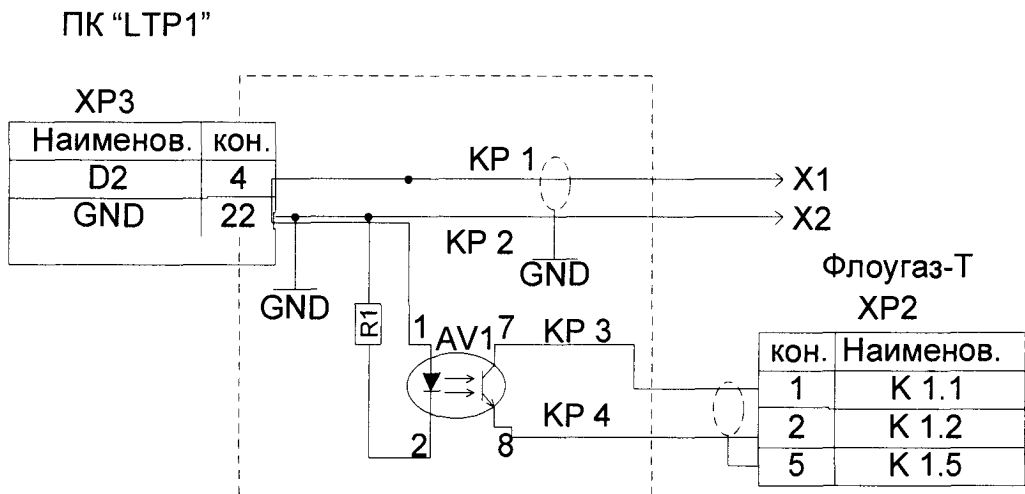 ПК "LTP1"
XP3
Наименов. кон.
D2 4
GND 22
KP 1
X1
X2
KP 2
GND
GND
Флоугаз-Т
XP2
R1
1
AV1
7
KP 3
кон. Наименов.
1 K 1.1
KP 4
2 K 1.2
2
8
5 K 1.5